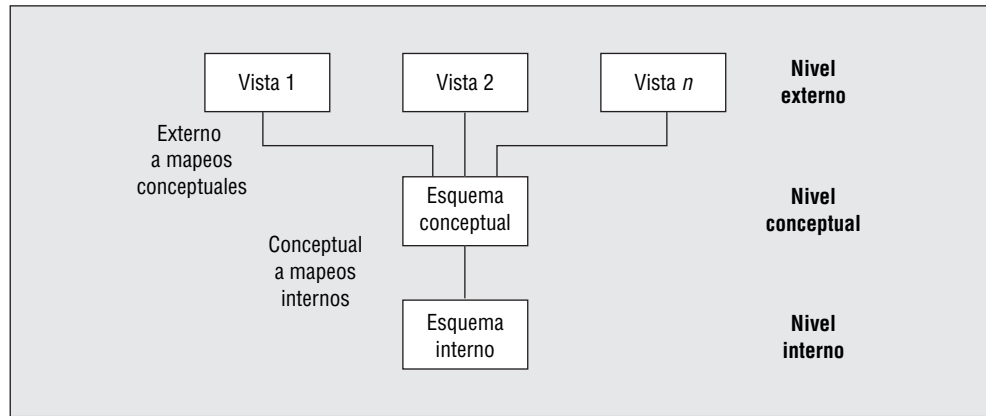 Vista 1
Vista 2
Vista n
Nivel
externo
Externo
a mapeos
conceptuales
Esquema
conceptual
Nivel
conceptual
Conceptual
a mapeos
internos
Esquema
interno
Nivel
interno